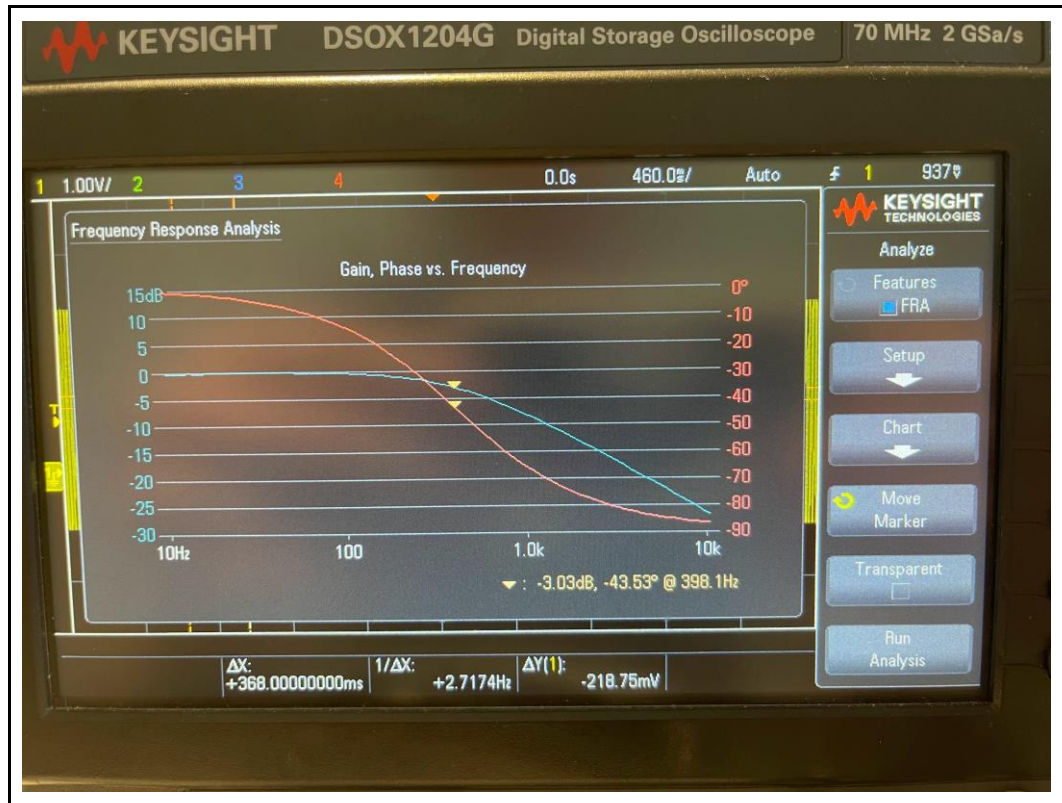 KEYSIGHT DSOX1204G Digital Storage Oscilloscope 70 MHz 2 GSa/s
1 1.00V/ 2 3 4 0.0s 460.0㎳/ Auto 1 937
KEYSIGHT
TECHNOLOGIES
Frequency Response Analysis
Analyze
Gain, Phase vs. Frequency
Features
FRA
15dB 0°
10 -10
5 -20
0 -30
-5 -40
-10 -50
-15 -60
-20 -70
-25 -80
-30 -90
10Hz 100 1.0k 10k
: -3.03dB, -43.53° @ 398.1Hz
Setup
Chart
Move
Marker
Transparent
Run
Analysis
ΔX: 1/ΔX: ΔY(1):
+368.00000000ms +2.7174Hz -218.75mV